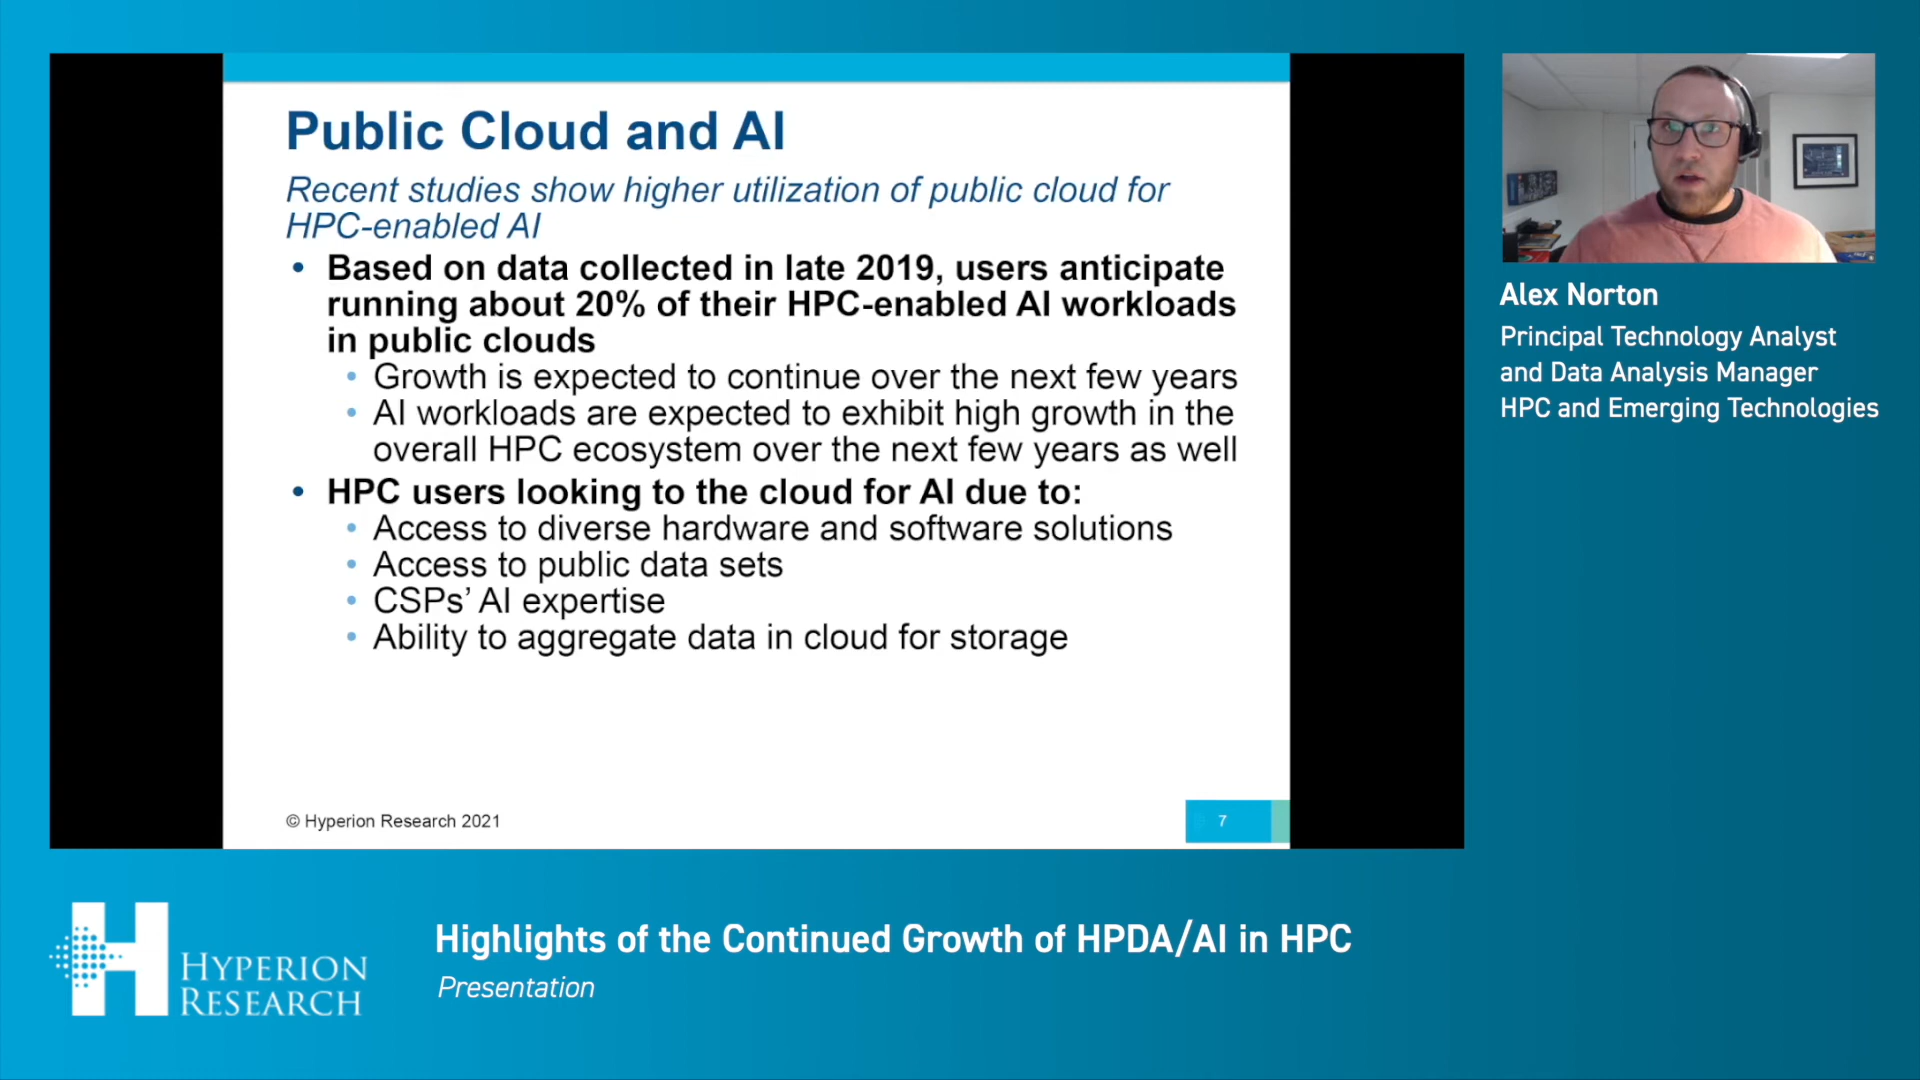 Public Cloud and AI
Recent studies show higher utilization of public cloud for
HPC-enabled AI
• Based on data collected in late 2019, users anticipate
running about 20% of their HPC-enabled AI workloads
in public clouds
• Growth is expected to continue over the next few years
• AI workloads are expected to exhibit high growth in the
overall HPC ecosystem over the next few years as well
• HPC users looking to the cloud for AI due to:
• Access to diverse hardware and software solutions
• Access to public data sets
• CSPs’ AI expertise
• Ability to aggregate data in cloud for storage
© Hyperion Research 2021
7
Alex Norton
Principal Technology Analyst
and Data Analysis Manager
HPC and Emerging Technologies
H
HYPERION
RESEARCH
Highlights of the Continued Growth of HPDA/AI in HPC
Presentation